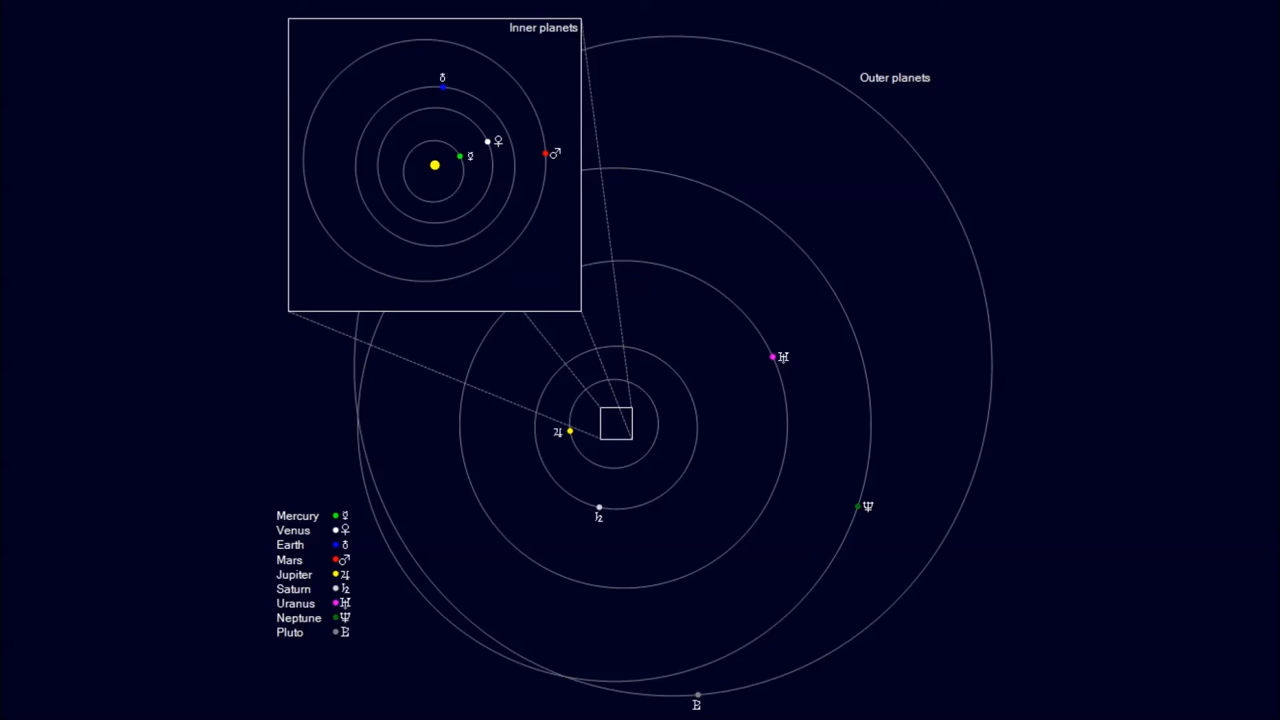 Inner planets
Outer planets
Mercury ☿
Venus ♀
Earth ♁
Mars ♂
Jupiter ♃
Saturn ♄
Uranus ♅
Neptune ♆
Pluto ♇